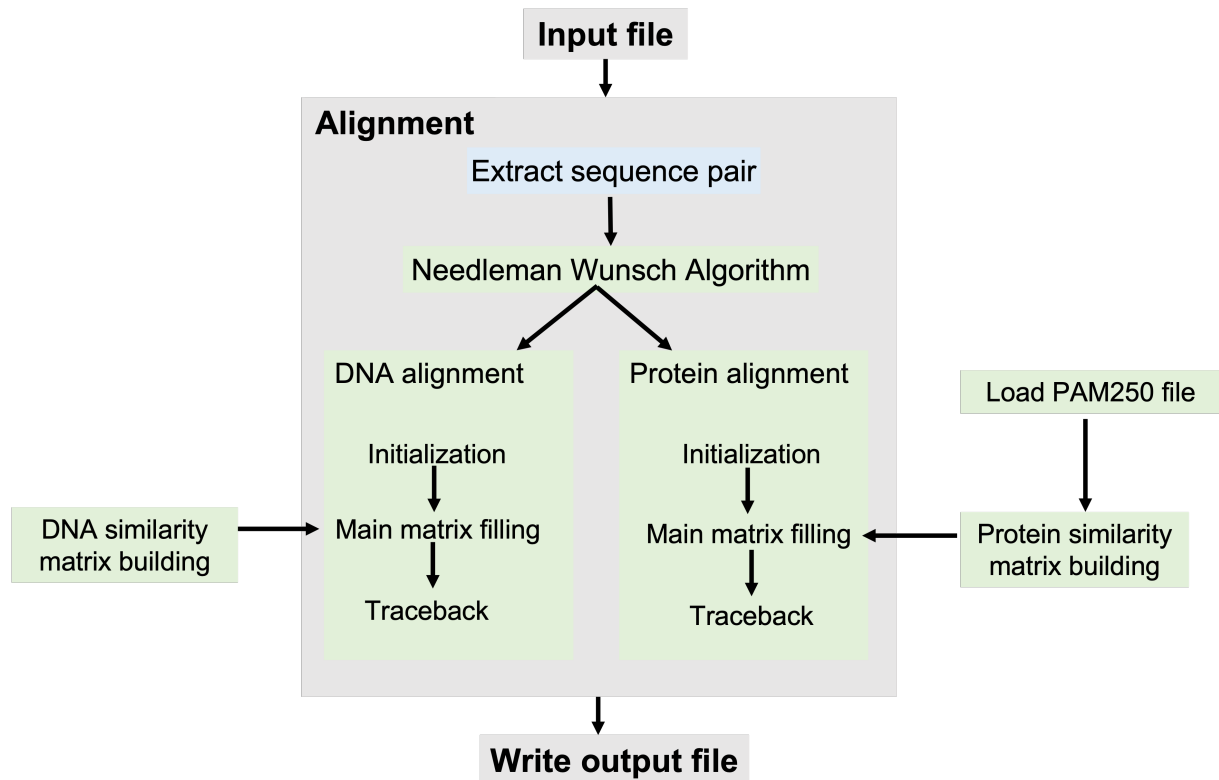 Input file
Alignment
Extract sequence pair
Needleman Wunsch Algorithm
DNA alignment
Initialization
Main matrix filling
Traceback
Protein alignment
Initialization
Main matrix filling
Traceback
DNA similarity
matrix building
Load PAM250 file
Protein similarity
matrix building
Write output file